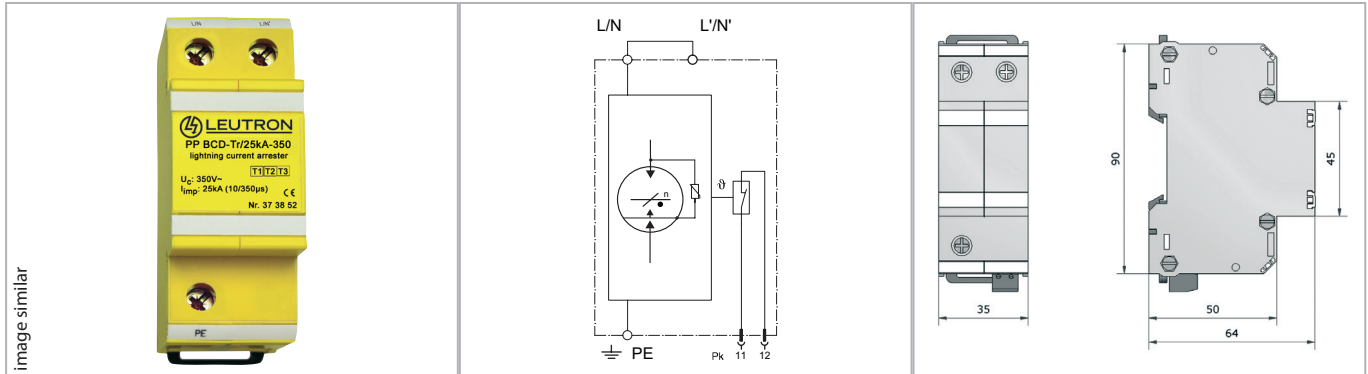 L/N L/N'
LEUTRON
PP BCD-Tr/25kA-350
lightning current arrester
T1 T2 T3
UC: 350V~
Iimp: 25kA (10/350µs)
CE
Nr. 37 38 52
PE
image similar
L/N L'/N'
n
ϑ
PE Pk 11 12
90
45
35
50
64